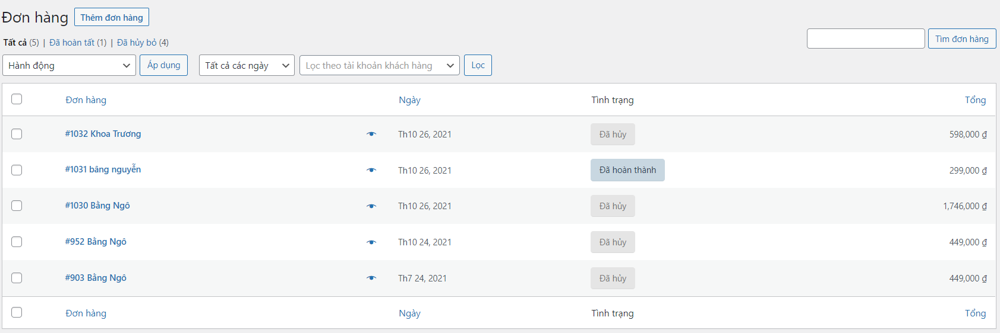 Đơn hàng Thêm đơn hàng
Tất cả (5) | Đã hoàn tất (1) | Đã hủy bỏ (4)
Tìm đơn hàng
Hành động Áp dụng Tất cả các ngày Lọc theo tài khoản khách hàng Lọc
Đơn hàng Ngày Tình trạng Tổng
#1032 Khoa Trương Th10 26, 2021 Đã hủy 598,000 ₫
#1031 bâng nguyễn Th10 26, 2021 Đã hoàn thành 299,000 ₫
#1030 Bằng Ngô Th10 26, 2021 Đã hủy 1,746,000 ₫
#952 Bằng Ngô Th10 24, 2021 Đã hủy 449,000 ₫
#903 Bằng Ngô Th7 24, 2021 Đã hủy 449,000 ₫
Đơn hàng Ngày Tình trạng Tổng